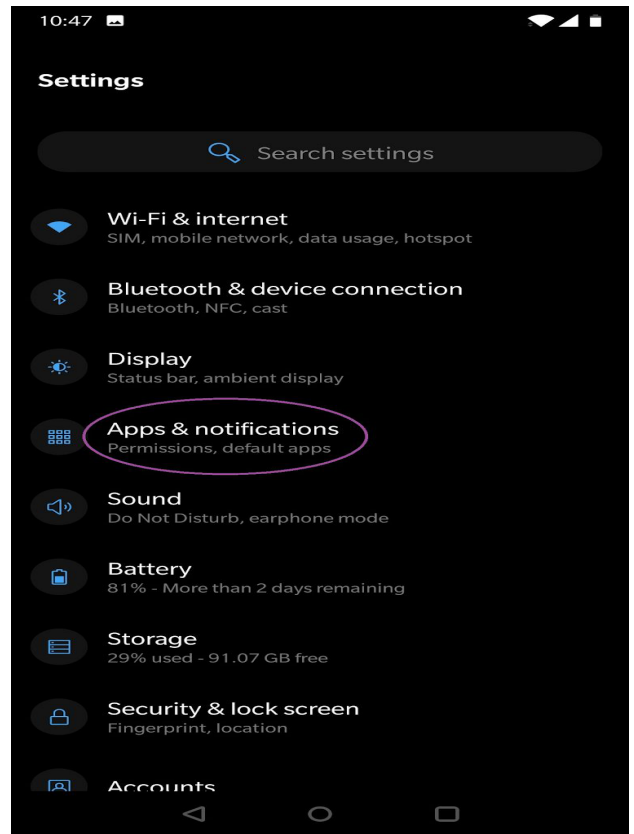 10:47
Settings
Search settings
Wi-Fi & internet
SIM, mobile network, data usage, hotspot
Bluetooth & device connection
Bluetooth, NFC, cast
Display
Status bar, ambient display
Apps & notifications
Permissions, default apps
Sound
Do Not Disturb, earphone mode
Battery
81% - More than 2 days remaining
Storage
29% used - 91.07 GB free
Security & lock screen
Fingerprint, location
Accounts